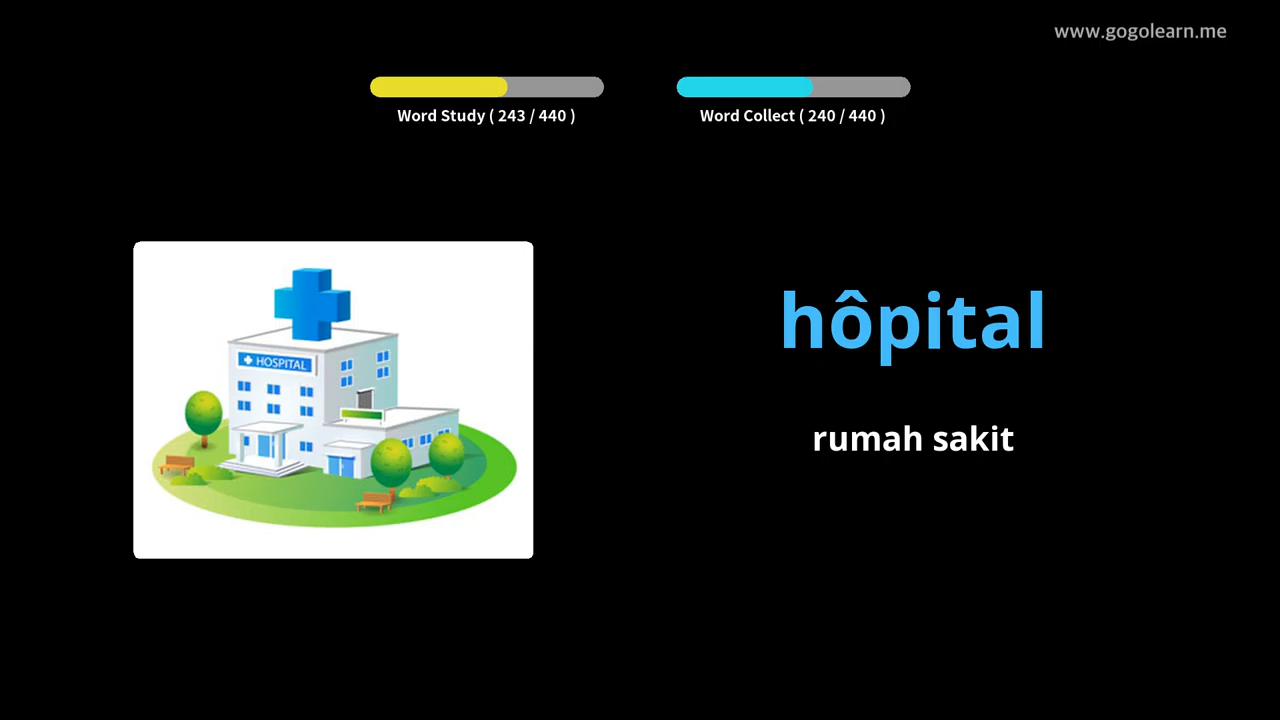 www.gogolearn.me
Word Study ( 243 / 440 )
Word Collect ( 240 / 440 )
HOSPITAL
hôpital
rumah sakit